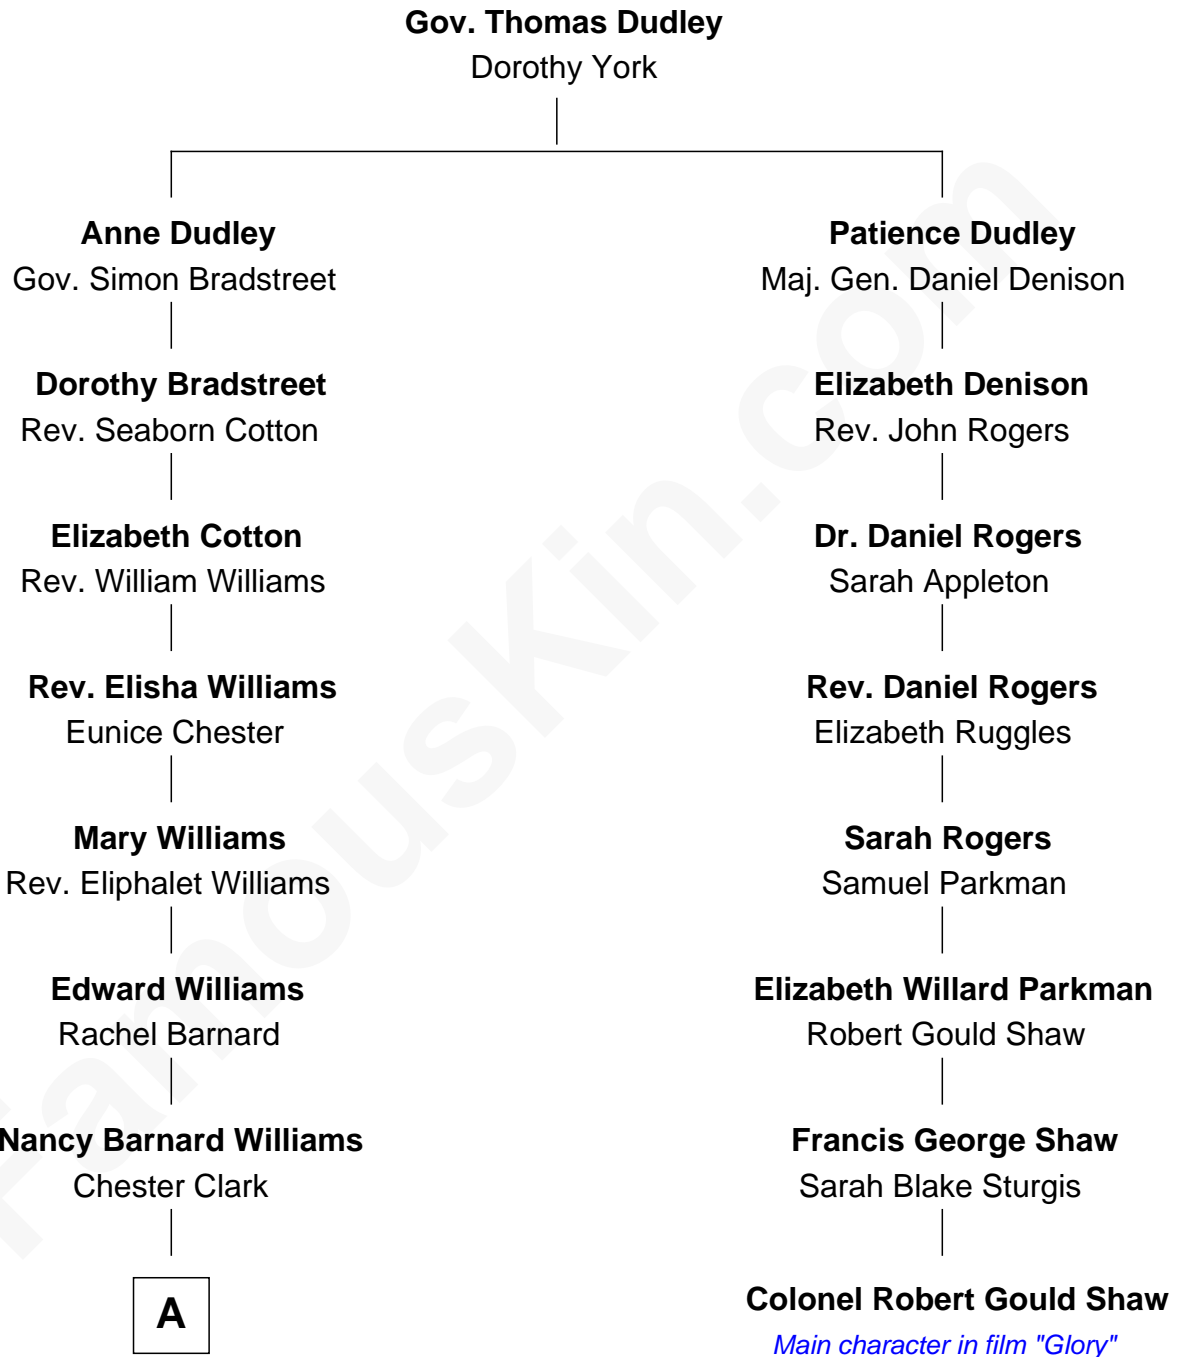 Gov. Thomas Dudley
Dorothy York
Anne Dudley
Gov. Simon Bradstreet
Patience Dudley
Maj. Gen. Daniel Denison
Dorothy Bradstreet
Rev. Seaborn Cotton
Elizabeth Denison
Rev. John Rogers
Elizabeth Cotton
Rev. William Williams
Dr. Daniel Rogers
Sarah Appleton
Rev. Elisha Williams
Eunice Chester
Rev. Daniel Rogers
Elizabeth Ruggles
Mary Williams
Rev. Eliphalet Williams
Sarah Rogers
Samuel Parkman
Edward Williams
Rachel Barnard
Elizabeth Willard Parkman
Robert Gould Shaw
Nancy Barnard Williams
Chester Clark
Francis George Shaw
Sarah Blake Sturgis
A
Colonel Robert Gould Shaw
Main character in film "Glory"
FamousKin.com